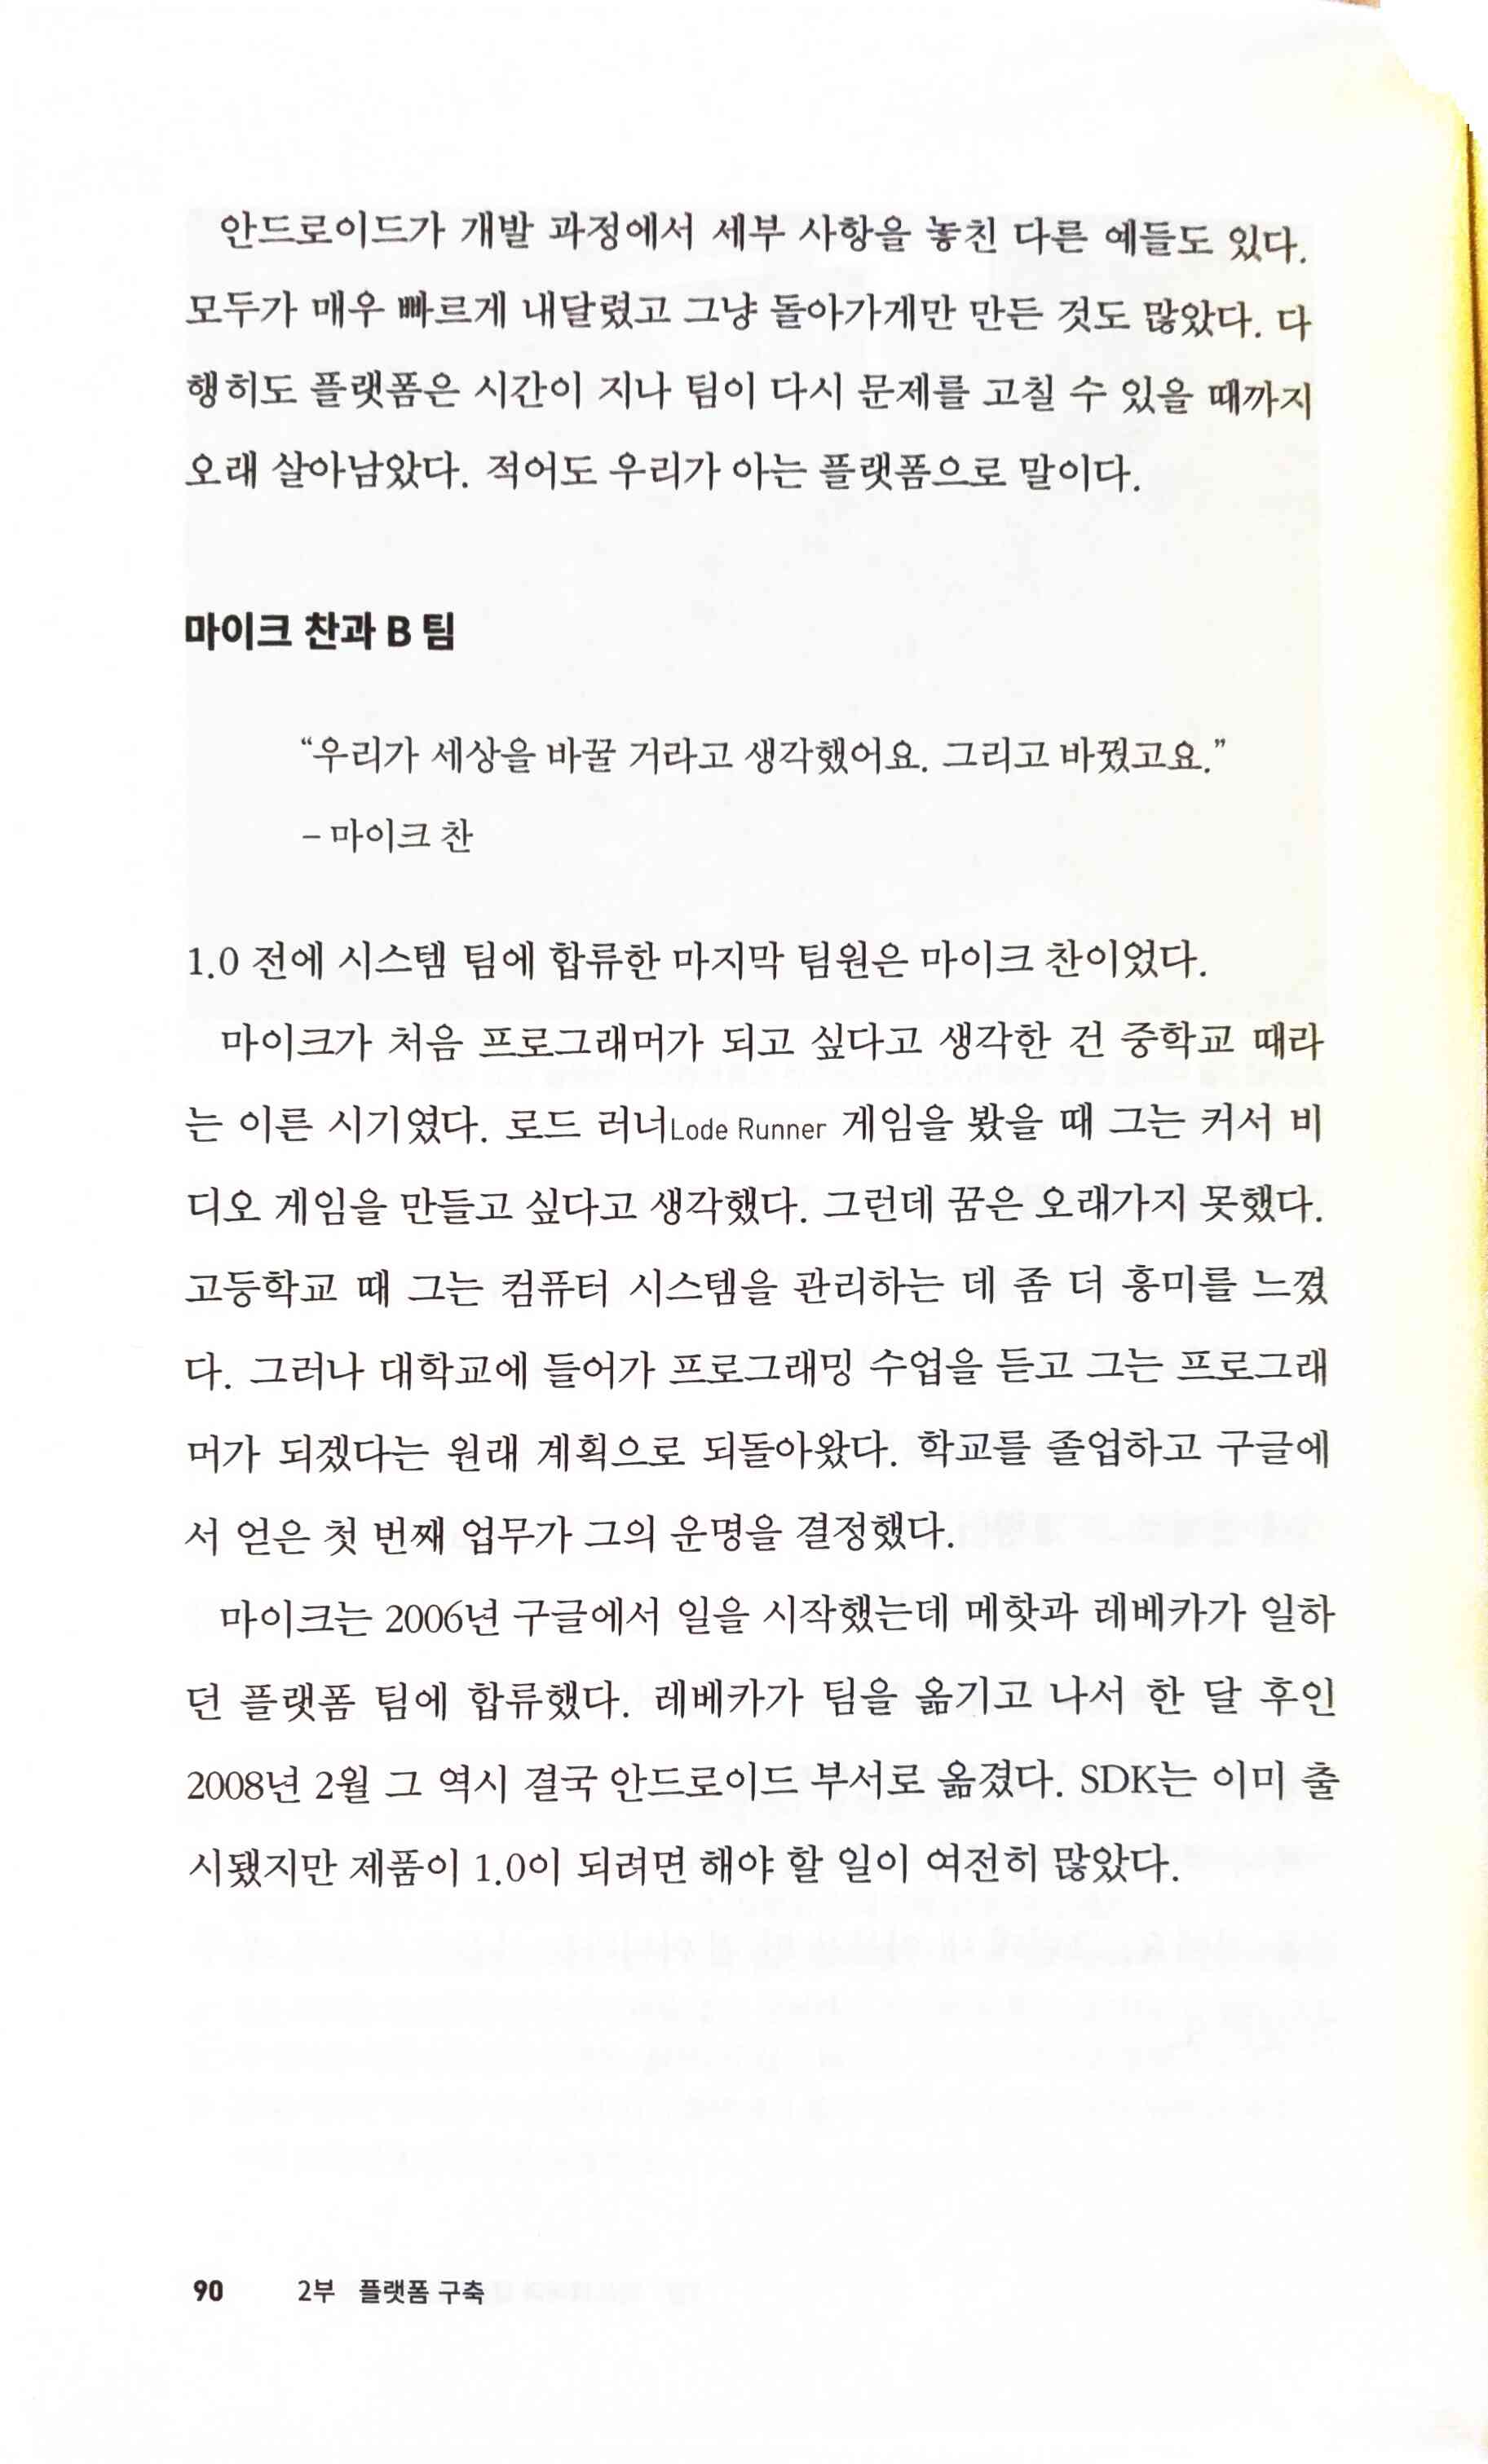 안드로이드가 개발 과정에서 세부 사항을 놓친 다른 예들도 있다.
모두가 매우 빠르게 내달렸고 그냥 돌아가게만 만든 것도 많았다. 다
행히도 플랫폼은 시간이 지나 팀이 다시 문제를 고칠 수 있을 때까지
오래 살아남았다. 적어도 우리가 아는 플랫폼으로 말이다.
마이크 찬과 B 팀
“우리가 세상을 바꿀 거라고 생각했어요. 그리고 바꿨고요.”
– 마이크 찬
1.0 전에 시스템 팀에 합류한 마지막 팀원은 마이크 찬이었다.
마이크가 처음 프로그래머가 되고 싶다고 생각한 건 중학교 때라
는 이른 시기였다. 로드 러너Lode Runner 게임을 봤을 때 그는 커서 비
디오 게임을 만들고 싶다고 생각했다. 그런데 꿈은 오래가지 못했다.
고등학교 때 그는 컴퓨터 시스템을 관리하는 데 좀 더 흥미를 느꼈
다. 그러나 대학교에 들어가 프로그래밍 수업을 듣고 그는 프로그래
머가 되겠다는 원래 계획으로 되돌아왔다. 학교를 졸업하고 구글에
서 얻은 첫 번째 업무가 그의 운명을 결정했다.
마이크는 2006년 구글에서 일을 시작했는데 메핫과 레베카가 일하
던 플랫폼 팀에 합류했다. 레베카가 팀을 옮기고 나서 한 달 후인
2008년 2월 그 역시 결국 안드로이드 부서로 옮겼다. SDK는 이미 출
시됐지만 제품이 1.0이 되려면 해야 할 일이 여전히 많았다.
90 2부 플랫폼 구축